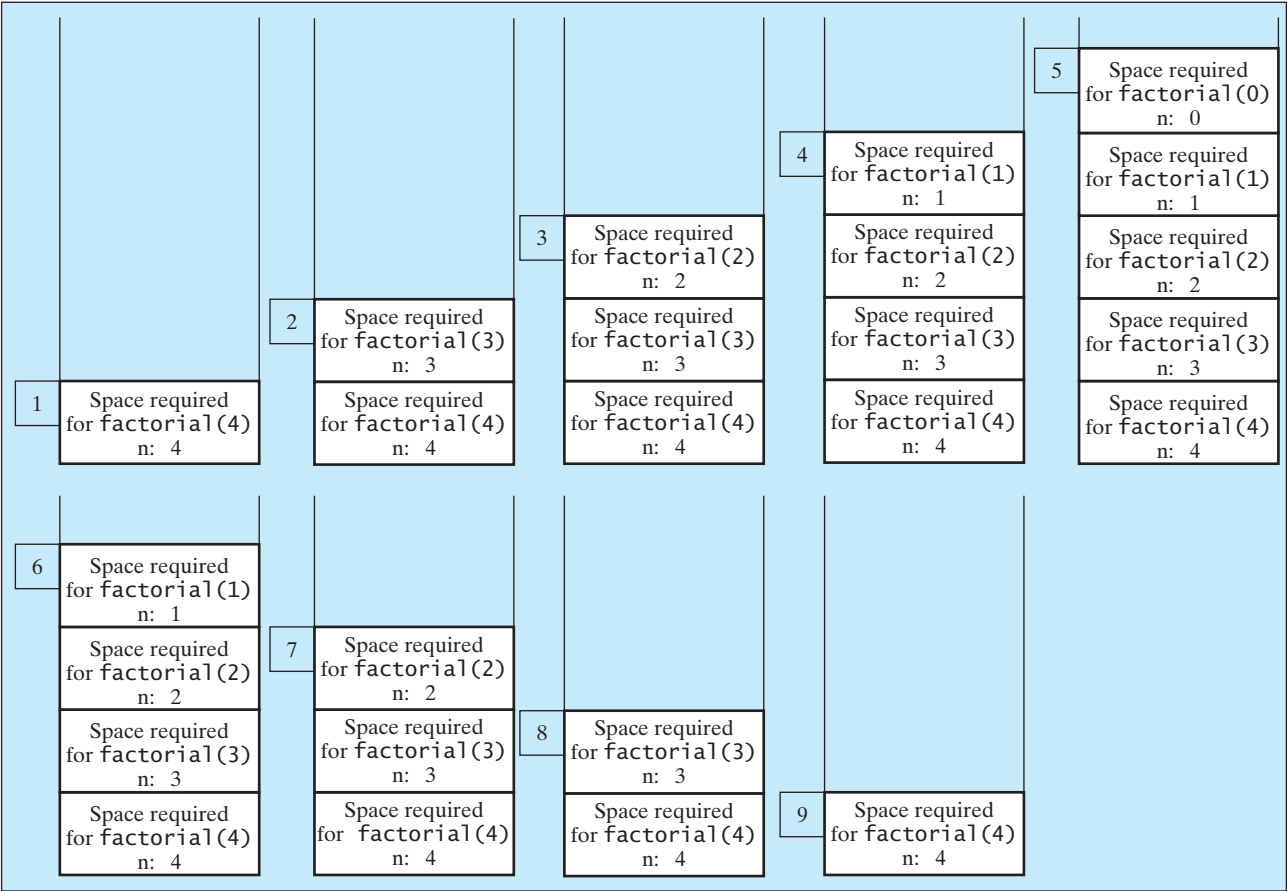 1
Space required
for factorial(4)
n: 4
2
Space required
for factorial(3)
n: 3
Space required
for factorial(4)
n: 4
3
Space required
for factorial(2)
n: 2
Space required
for factorial(3)
n: 3
Space required
for factorial(4)
n: 4
4
Space required
for factorial(1)
n: 1
Space required
for factorial(2)
n: 2
Space required
for factorial(3)
n: 3
Space required
for factorial(4)
n: 4
5
Space required
for factorial(0)
n: 0
Space required
for factorial(1)
n: 1
Space required
for factorial(2)
n: 2
Space required
for factorial(3)
n: 3
Space required
for factorial(4)
n: 4
6
Space required
for factorial(1)
n: 1
Space required
for factorial(2)
n: 2
Space required
for factorial(3)
n: 3
Space required
for factorial(4)
n: 4
7
Space required
for factorial(2)
n: 2
Space required
for factorial(3)
n: 3
Space required
for factorial(4)
n: 4
8
Space required
for factorial(3)
n: 3
Space required
for factorial(4)
n: 4
9
Space required
for factorial(4)
n: 4